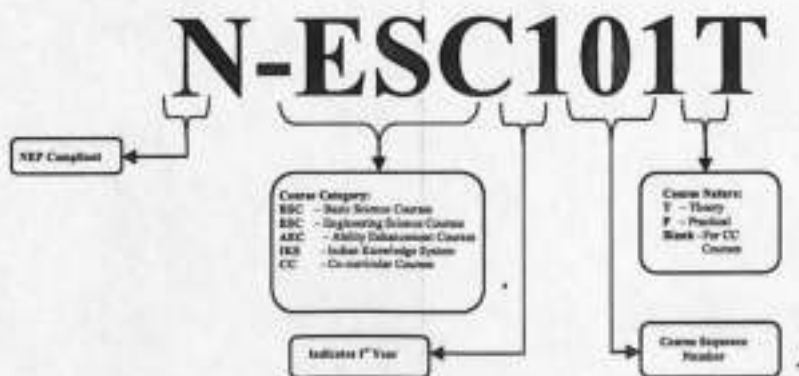 N-ESC101T
NEP Compliant
Course Category:
BSC – Basic Science Courses
ESC – Engineering Science Courses
AEC – Ability Enhancement Courses
IKS – Indian Knowledge System
CC – Co-curricular Courses
Course Nature:
T – Theory
P – Practical
Blank – For CC
Courses
Indicates 1st Year
Course Sequence
Number